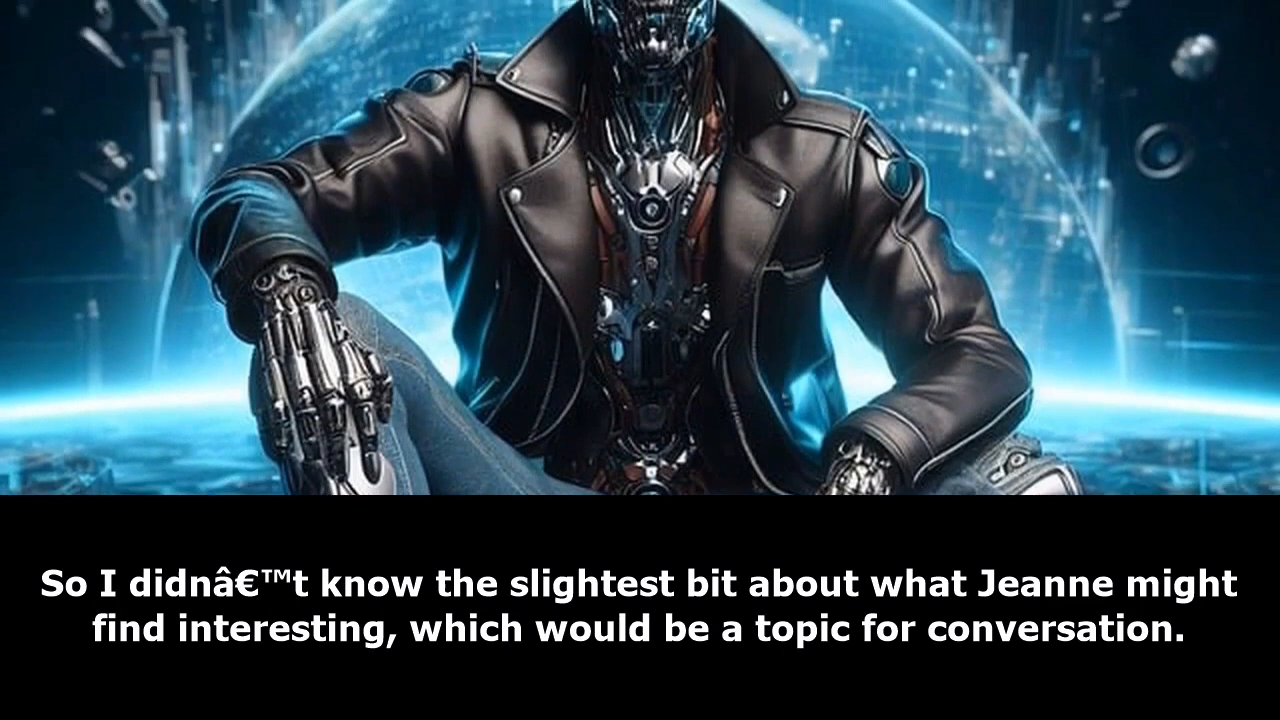 So I didnâ€™t know the slightest bit about what Jeanne might
find interesting, which would be a topic for conversation.